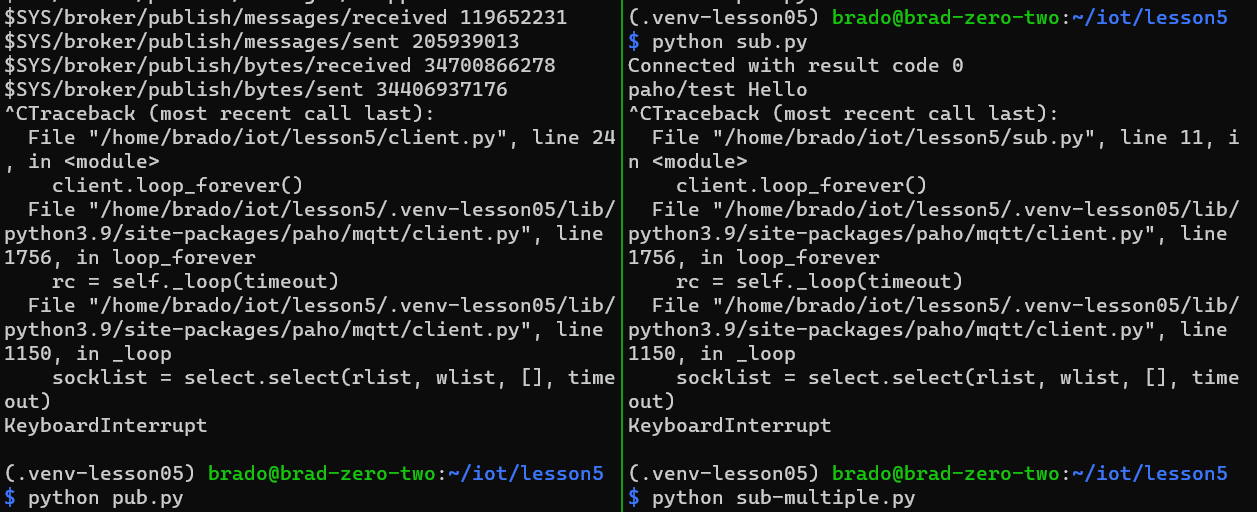 $SYS/broker/publish/messages/received 119652231
$SYS/broker/publish/messages/sent 205939013
$SYS/broker/publish/bytes/received 34700866278
$SYS/broker/publish/bytes/sent 34406937176
^CTraceback (most recent call last):
  File "/home/brado/iot/lesson5/client.py", line 24
, in <module>
    client.loop_forever()
  File "/home/brado/iot/lesson5/.venv-lesson05/lib/
python3.9/site-packages/paho/mqtt/client.py", line
1756, in loop_forever
    rc = self._loop(timeout)
  File "/home/brado/iot/lesson5/.venv-lesson05/lib/
python3.9/site-packages/paho/mqtt/client.py", line
1150, in _loop
    socklist = select.select(rlist, wlist, [], time
out)
KeyboardInterrupt
(.venv-lesson05) brado@brad-zero-two:~/iot/lesson5
$ python pub.py
(.venv-lesson05) brado@brad-zero-two:~/iot/lesson5
$ python sub.py
Connected with result code 0
paho/test Hello
^CTraceback (most recent call last):
  File "/home/brado/iot/lesson5/sub.py", line 11, i
n <module>
    client.loop_forever()
  File "/home/brado/iot/lesson5/.venv-lesson05/lib/
python3.9/site-packages/paho/mqtt/client.py", line
1756, in loop_forever
    rc = self._loop(timeout)
  File "/home/brado/iot/lesson5/.venv-lesson05/lib/
python3.9/site-packages/paho/mqtt/client.py", line
1150, in _loop
    socklist = select.select(rlist, wlist, [], time
out)
KeyboardInterrupt
(.venv-lesson05) brado@brad-zero-two:~/iot/lesson5
$ python sub-multiple.py